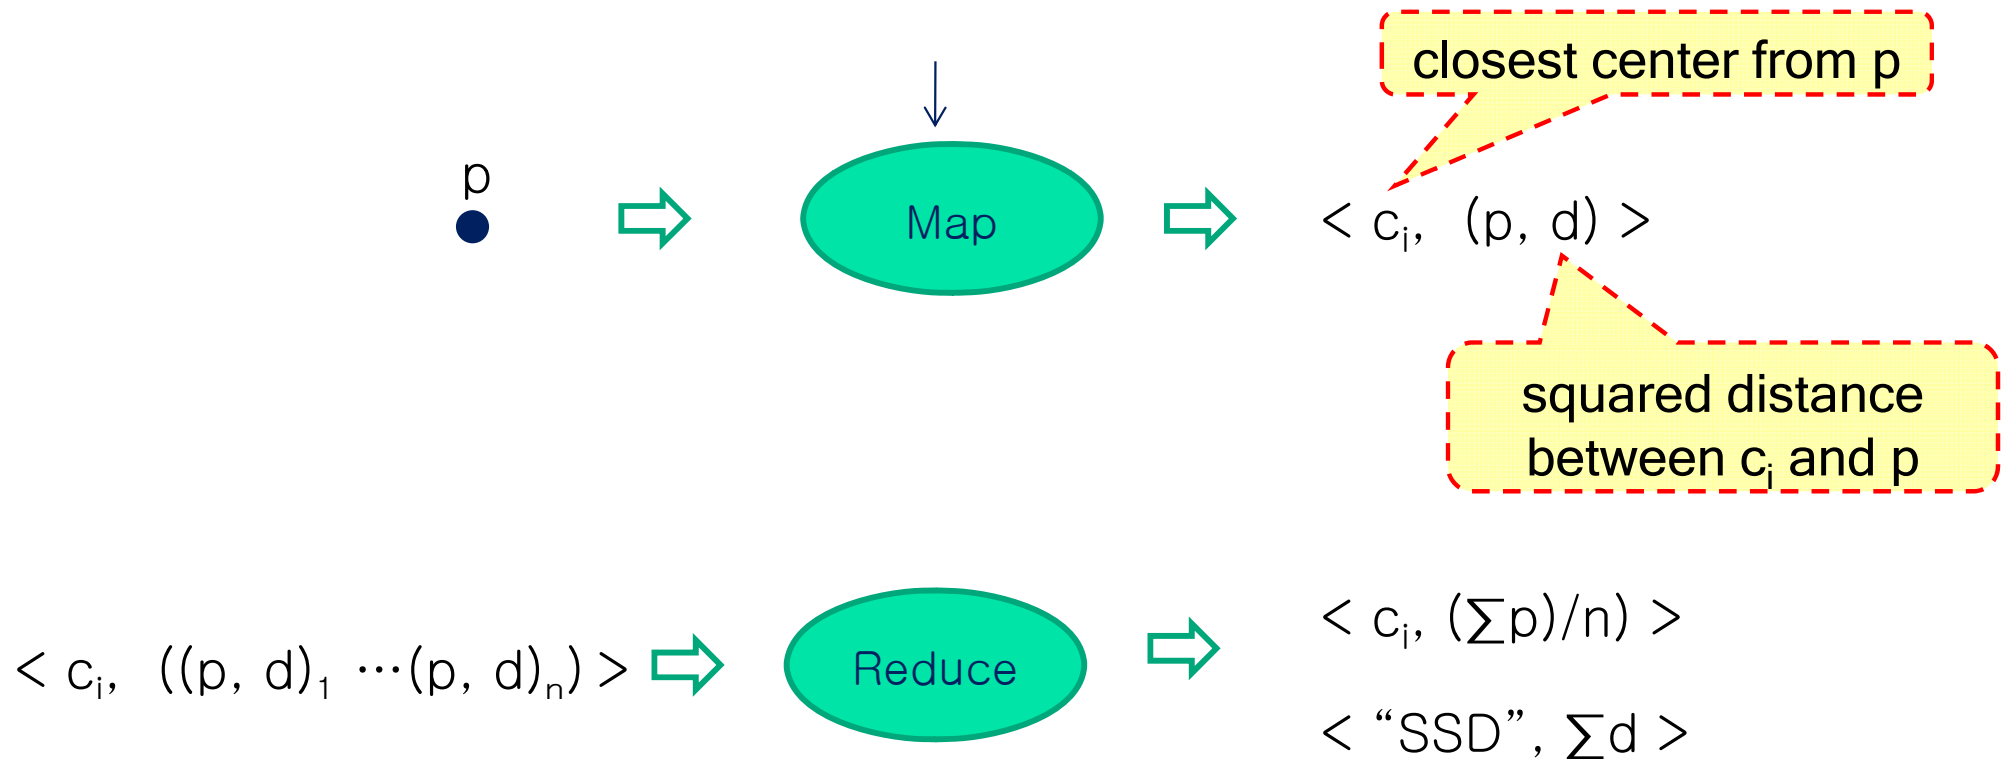 closest center from p
p
Map
< cᵢ, (p, d) >
squared distance
between cᵢ and p
< cᵢ, ((p, d)₁ ⋯(p, d)ₙ) >
Reduce
< cᵢ, (∑p)/n) >
< “SSD”, ∑d >